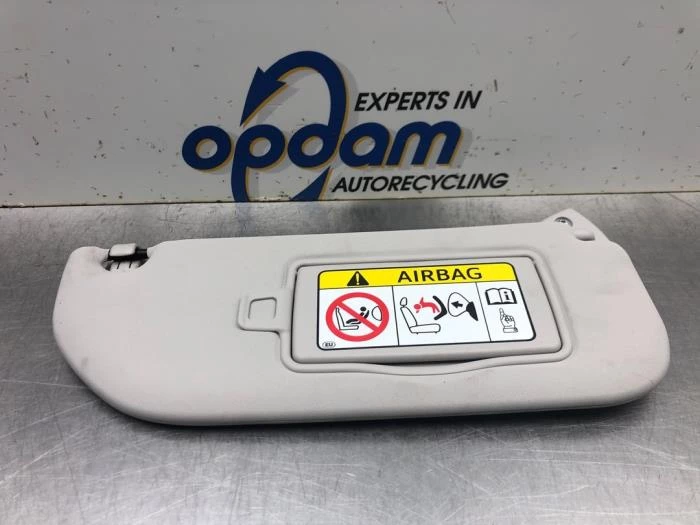 EXPERTS IN
opdam
AUTORECYCLING
AIRBAG
EU